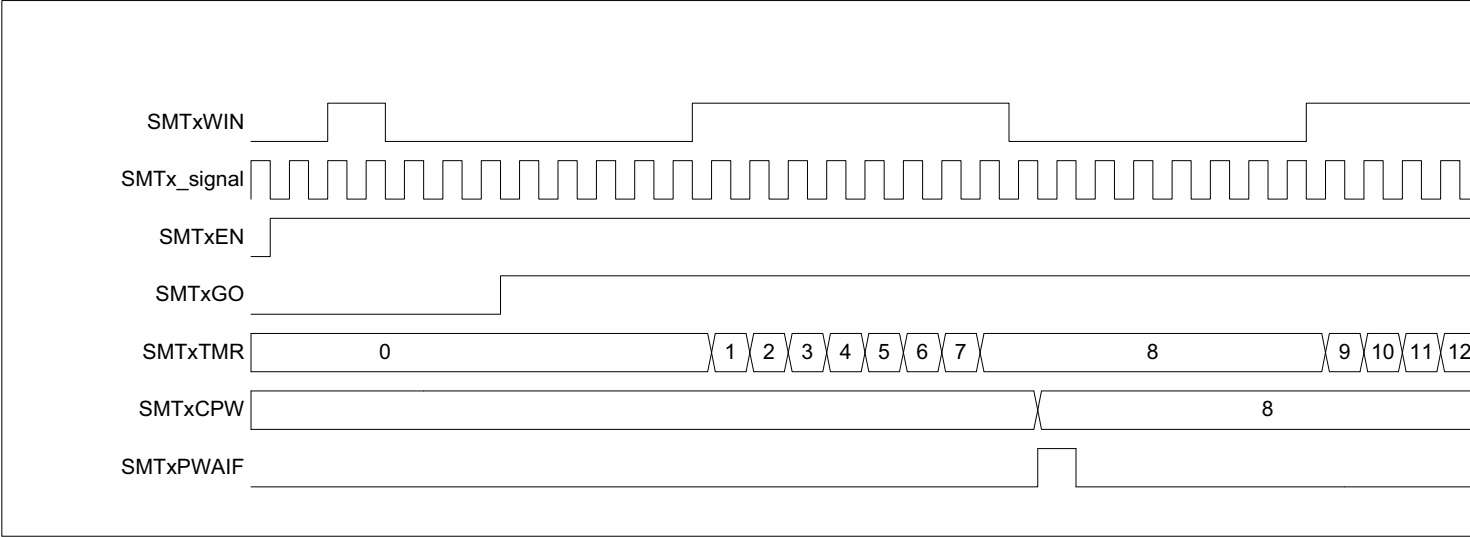 SMTxWIN
SMTx_signal
SMTxEN
SMTxGO
SMTxTMR 0 1 2 3 4 5 6 7 8 9 10 11 12
SMTxCPW 8
SMTxPWAIF